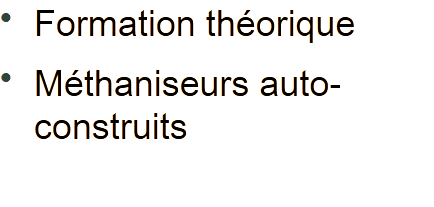 • Formation théorique
• Méthaniseurs auto-
construits